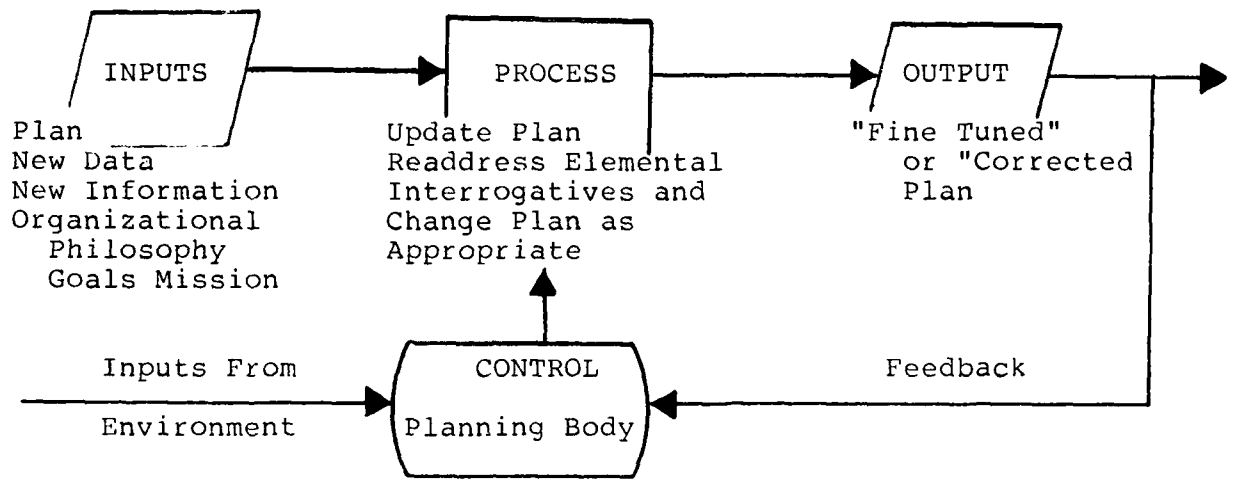 INPUTS
Plan
New Data
New Information
Organizational
Philosophy
Goals Mission
PROCESS
Update Plan
Readdress Elemental
Interrogatives and
Change Plan as
Appropriate
OUTPUT
"Fine Tuned"
or "Corrected
Plan
Inputs From
Environment
CONTROL
Planning Body
Feedback